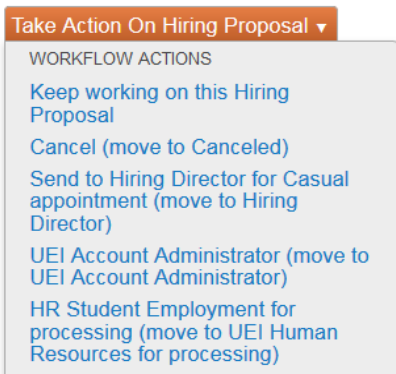 Take Action On Hiring Proposal ▼
WORKFLOW ACTIONS
Keep working on this Hiring
Proposal
Cancel (move to Canceled)
Send to Hiring Director for Casual
appointment (move to Hiring
Director)
UEI Account Administrator (move to
UEI Account Administrator)
HR Student Employment for
processing (move to UEI Human
Resources for processing)